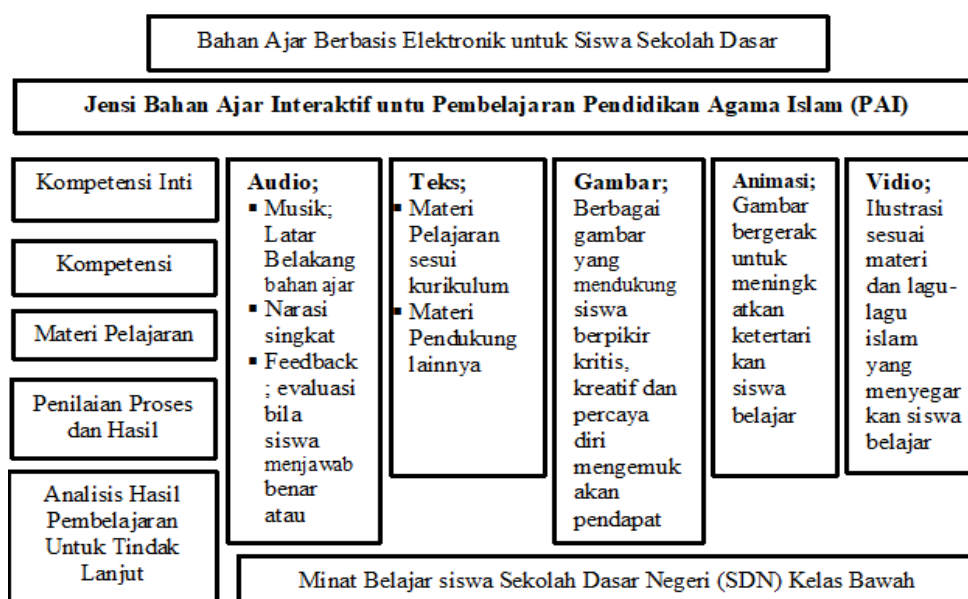 Bahan Ajar Berbasis Elektronik untuk Siswa Sekolah Dasar
Jensi Bahan Ajar Interaktif untu Pembelajaran Pendidikan Agama Islam (PAI)
Kompetensi Inti
Kompetensi
Materi Pelajaran
Penilaian Proses
dan Hasil
Analisis Hasil
Pembelajaran
Untuk Tindak
Lanjut
Audio;
▪ Musik;
Latar
Belakang
bahan ajar
▪ Narasi
singkat
▪ Feedback
; evaluasi
bila
siswa
menjawab
benar
atau
Teks;
▪ Materi
Pelajaran
sesui
kurikulum
▪ Materi
Pendukung
lainnya
Gambar;
Berbagai
gambar
yang
mendukung
siswa
berpikir
kritis,
kreatif dan
percaya
diri
mengemuk
akan
pendapat
Animasi;
Gambar
bergerak
untuk
meningk
atkan
ketertari
kan
siswa
belajar
Vidio;
Ilustrasi
sesuai
materi
dan lagu-
lagu
islam
yang
menyegar
kan siswa
belajar
Minat Belajar siswa Sekolah Dasar Negeri (SDN) Kelas Bawah